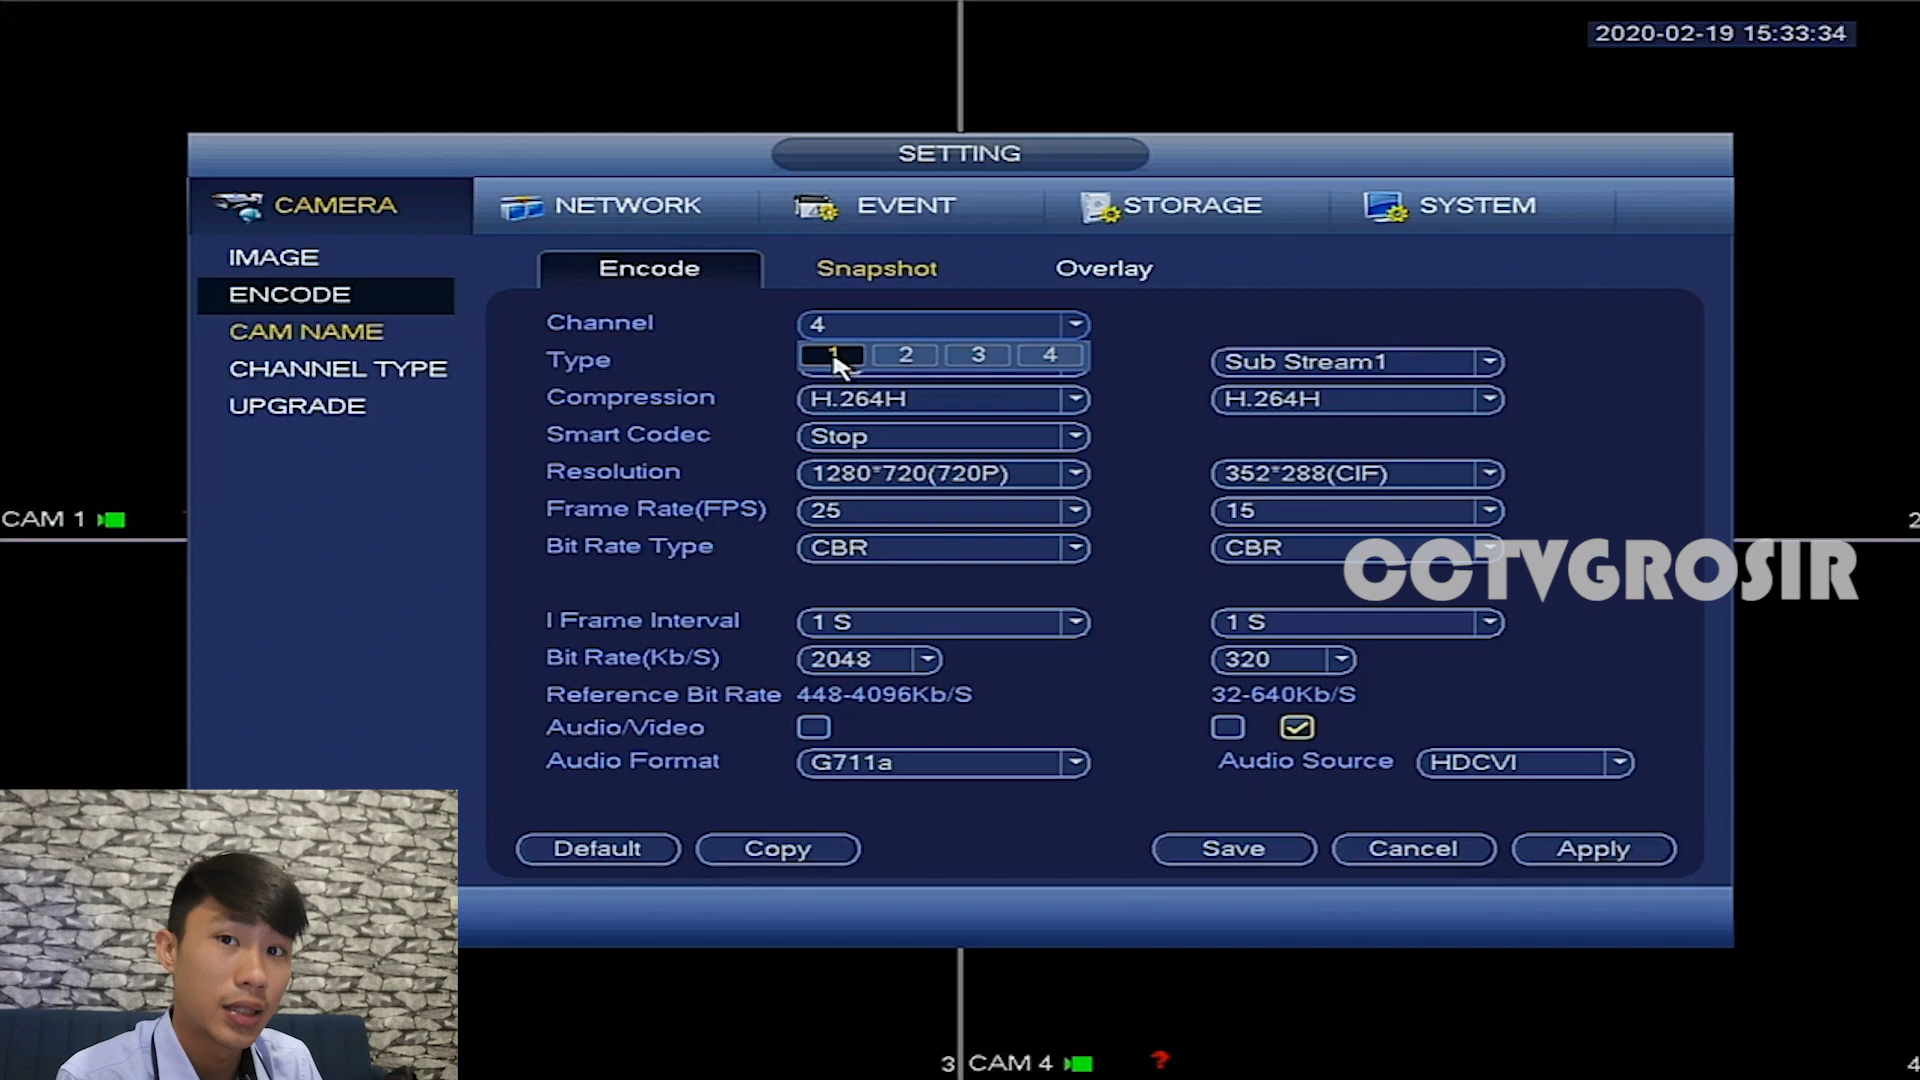 2020-02-19 15:33:34
SETTING
CAMERA NETWORK EVENT STORAGE SYSTEM
IMAGE
ENCODE
CAM NAME
CHANNEL TYPE
UPGRADE
Encode Snapshot Overlay
Channel 4
1 2 3 4
Type Sub Stream1
Compression H.264H H.264H
Smart Codec Stop
Resolution 1280*720(720P) 352*288(CIF)
Frame Rate(FPS) 25 15
Bit Rate Type CBR CBR
I Frame Interval 1 S 1 S
Bit Rate(Kb/S) 2048 320
Reference Bit Rate 448-4096Kb/S 32-640Kb/S
Audio/Video
Audio Format G711a Audio Source HDCVI
Default Copy Save Cancel Apply
CAM 1
2
CCTVGROSIR
3 CAM 4 ? 4